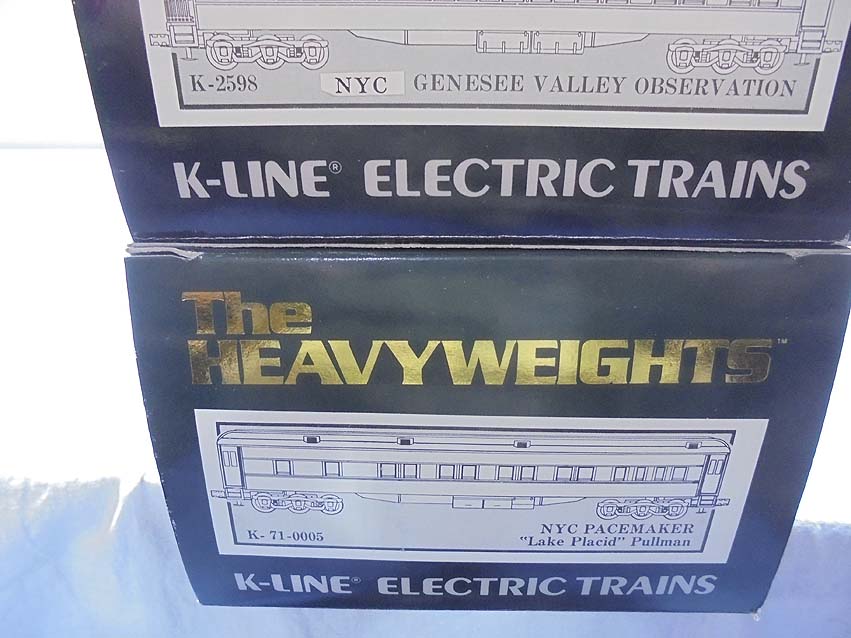 K-2598 NYC GENESEE VALLEY OBSERVATION
K-LINE® ELECTRIC TRAINS
The
HEAVYWEIGHTS™
NYC PACEMAKER
K-71-0005 "Lake Placid" Pullman
K-LINE® ELECTRIC TRAINS